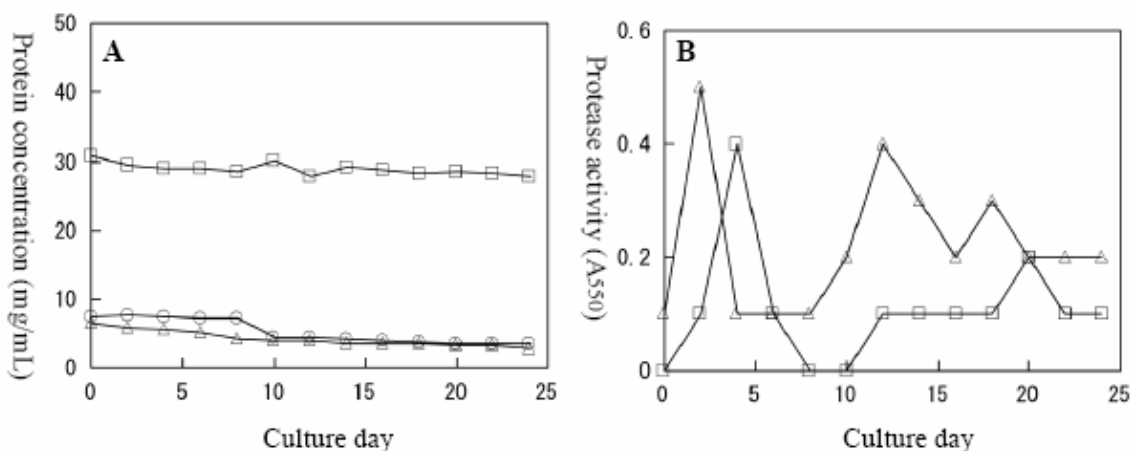 A
Protein concentration (mg/mL)
50
40
30
20
10
0
0 5 10 15 20 25
Culture day
B
Protease activity (A550)
0.6
0.4
0.2
0
0 5 10 15 20 25
Culture day